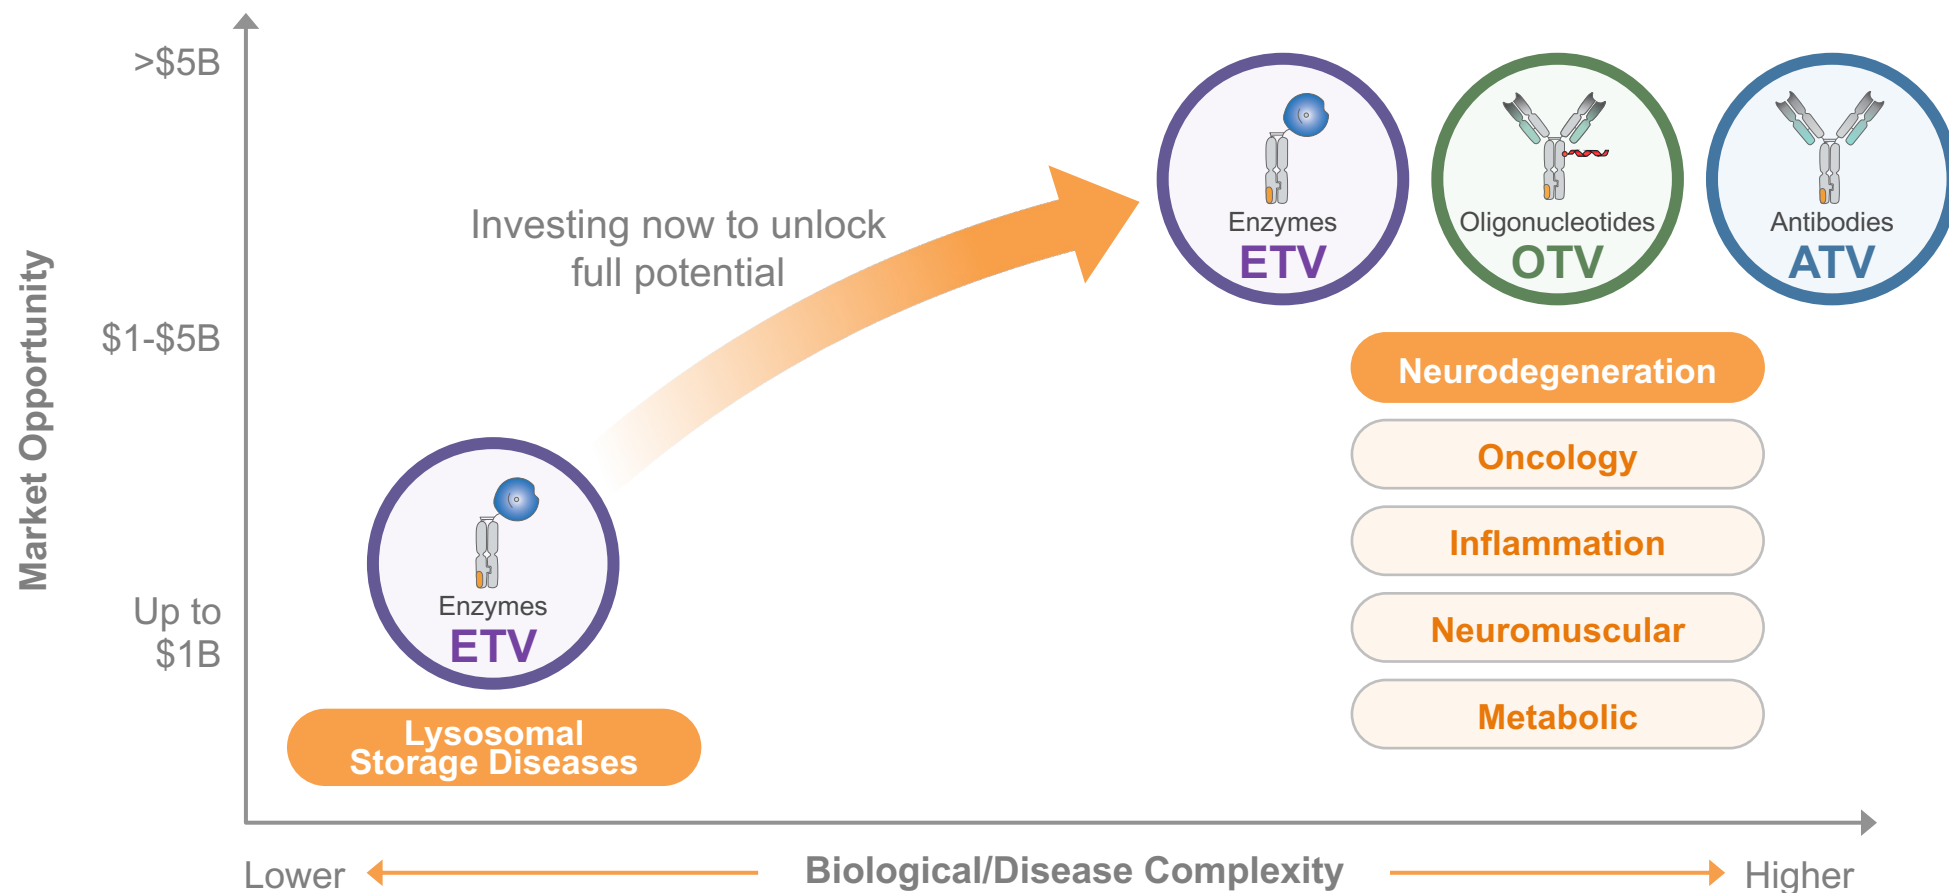 Market Opportunity
>$5B
$1-$5B
Up to
$1B
Investing now to unlock
full potential
Enzymes
ETV
Lysosomal
Storage Diseases
Enzymes
ETV
Oligonucleotides
OTV
Antibodies
ATV
Neurodegeneration
Oncology
Inflammation
Neuromuscular
Metabolic
Lower
Biological/Disease Complexity
Higher